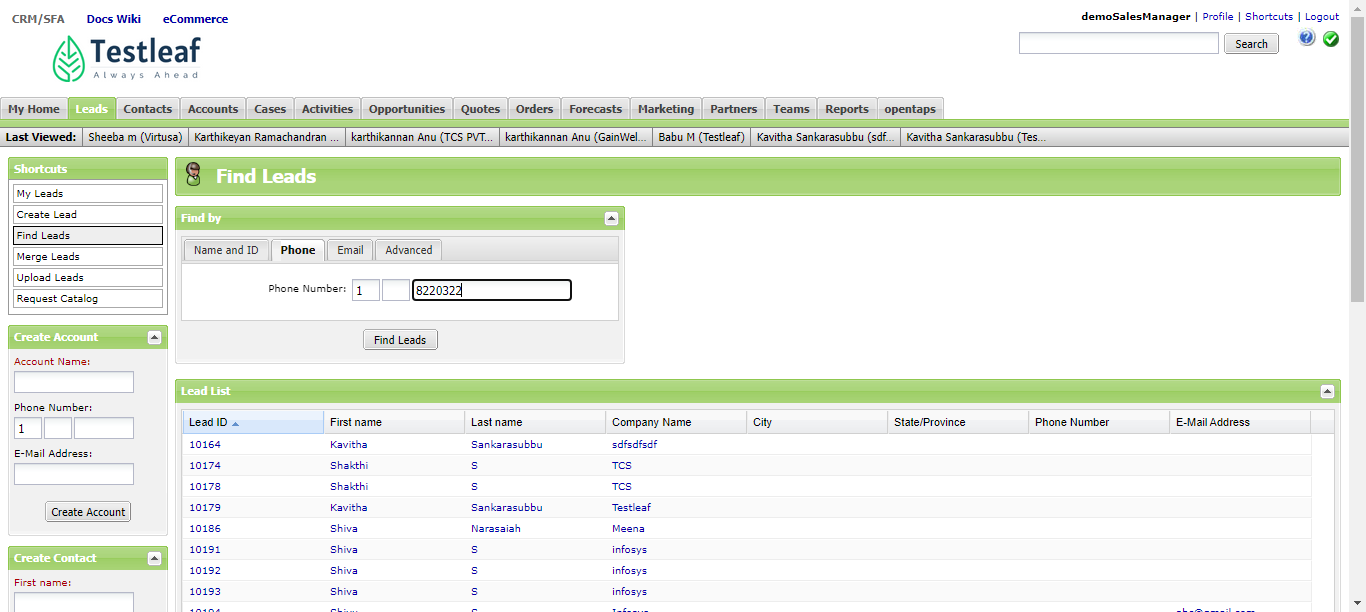 CRM/SFA Docs Wiki eCommerce
demoSalesManager | Profile | Shortcuts | Logout
Testleaf
Always Ahead
Search
My Home Leads Contacts Accounts Cases Activities Opportunities Quotes Orders Forecasts Marketing Partners Teams Reports opentaps
Last Viewed: Sheeba m (Virtusa) Karthikeyan Ramachandran ... karthikannan Anu (TCS PVT... karthikannan Anu (GainWel... Babu M (Testleaf) Kavitha Sankarasubbu (sdf... Kavitha Sankarasubbu (Tes...
Shortcuts
My Leads
Create Lead
Find Leads
Merge Leads
Upload Leads
Request Catalog
Create Account
Account Name:
Phone Number:
1
E-Mail Address:
Create Account
Create Contact
First name:
Find Leads
Find by
Name and ID Phone Email Advanced
Phone Number: 1 8220322
Find Leads
Lead List
Lead ID First name Last name Company Name City State/Province Phone Number E-Mail Address
10164 Kavitha Sankarasubbu sdfsdfsdf
10174 Shakthi S TCS
10178 Shakthi S TCS
10179 Kavitha Sankarasubbu Testleaf
10186 Shiva Narasaiah Meena
10191 Shiva S infosys
10192 Shiva S infosys
10193 Shiva S infosys